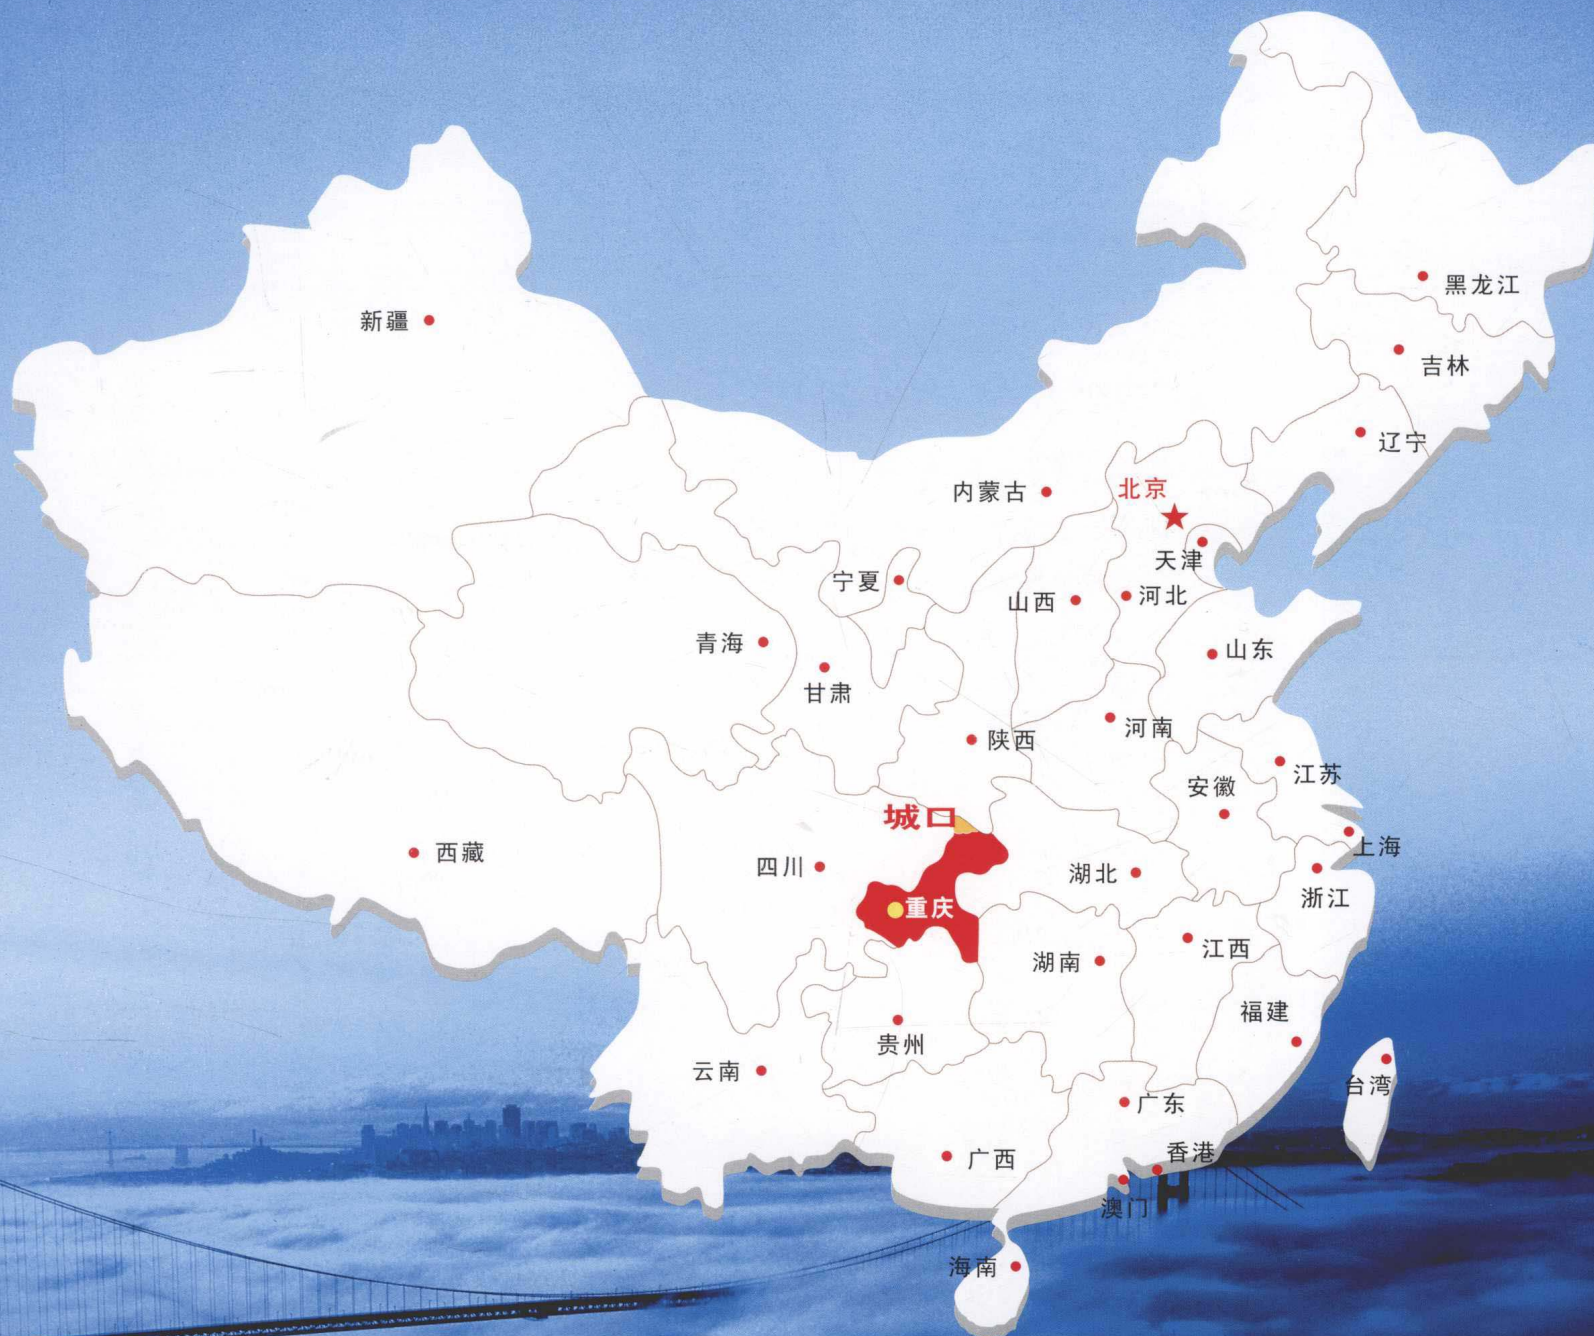 黑龙江
新疆
吉林
辽宁
北京
内蒙古
天津
宁夏
河北
山西
青海
山东
甘肃
河南
陕西
江苏
安徽
城口
上海
西藏
四川
湖北
浙江
重庆
江西
湖南
福建
贵州
云南
台湾
广东
香港
广西
澳门
海南